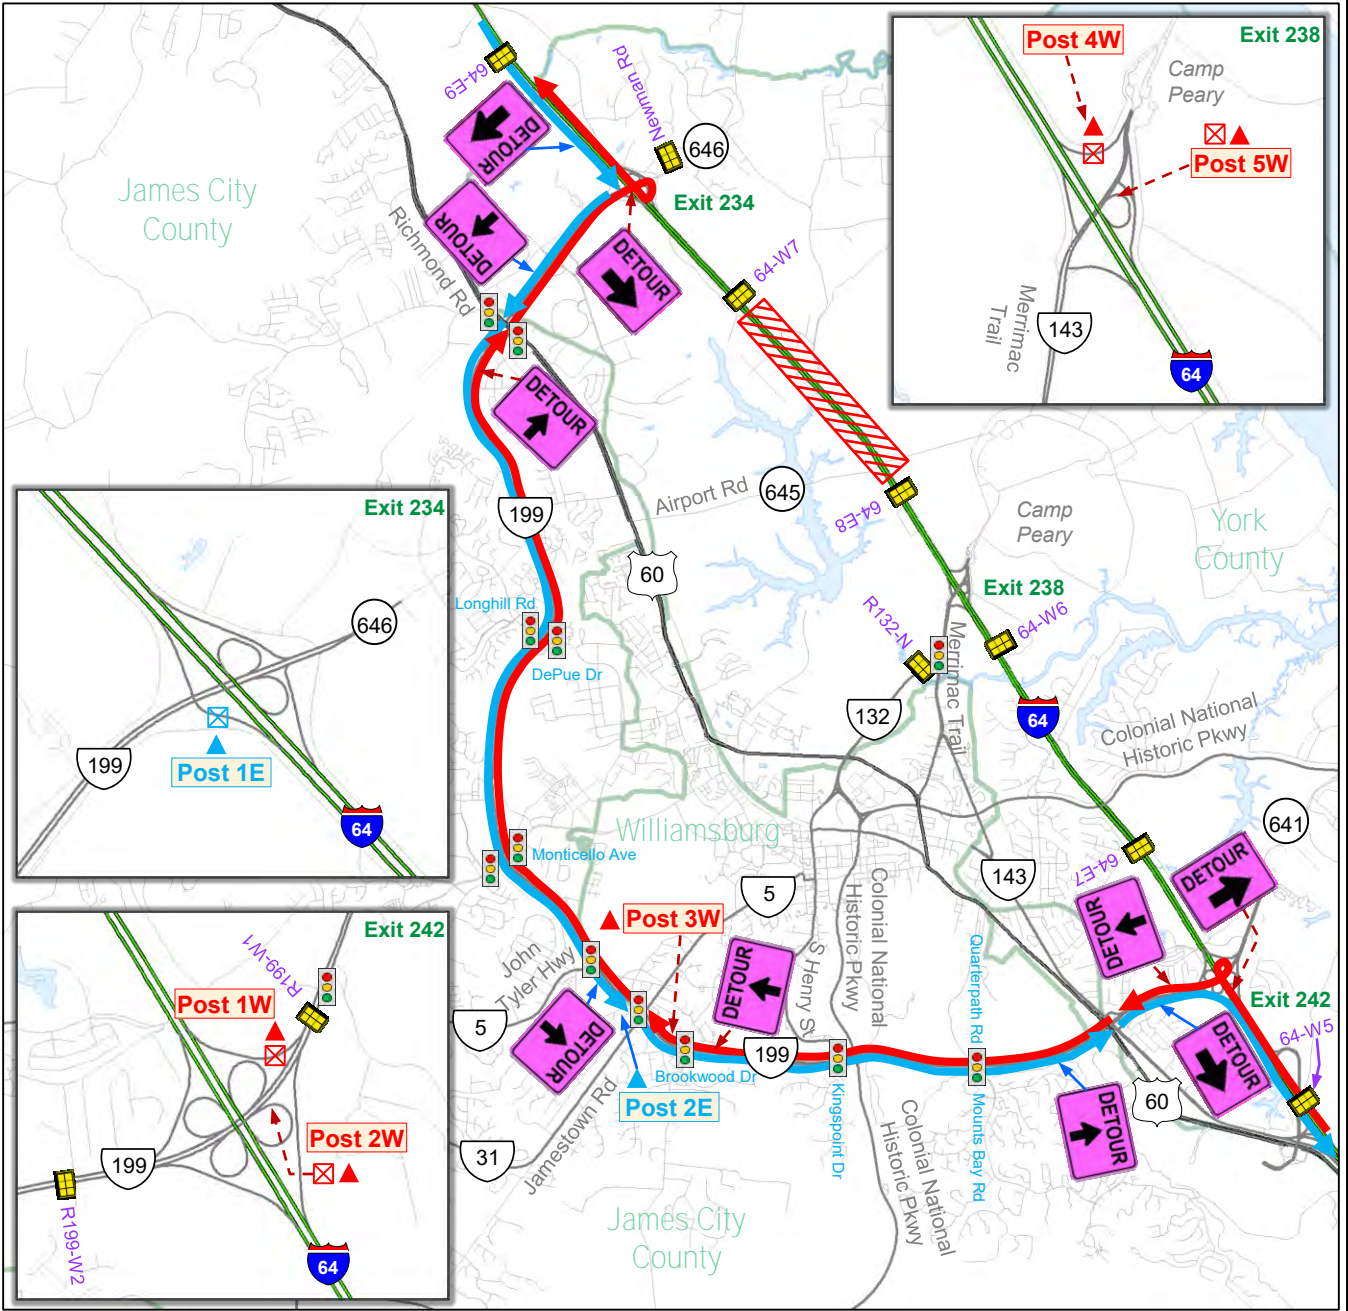 64-E9
DETOUR
Newman Rd
646
Exit 234
James City
County
Richmond Rd
DETOUR
DETOUR
64-W7
Post 4W
Exit 238
Camp
Peary
Post 5W
Merrimac
Trail
143
64
DETOUR
199
Airport Rd
645
64-E8
60
Camp
Peary
York
County
Exit 238
Exit 234
646
199
Post 1E
64
Longhill Rd
DePue Dr
R132-N
Merrimac Trail
64-W6
132
64
Colonial National
Historic Pkwy
Williamsburg
Monticello Ave
641
64-E7
DETOUR
DETOUR
143
5
Post 3W
Colonial National
Historic Pkwy
S Henry St
DETOUR
Quarterpath Rd
John
Tyler Hwy
5
DETOUR
Exit 242
64-W5
DETOUR
199
Brookwood Dr
Post 2E
Kingspoint Dr
Mounts Bay Rd
DETOUR
60
31
Jamestown Rd
Colonial National
Historic Pkwy
James City
County
Exit 242
R199-W1
Post 1W
Post 2W
199
R199-W2
64